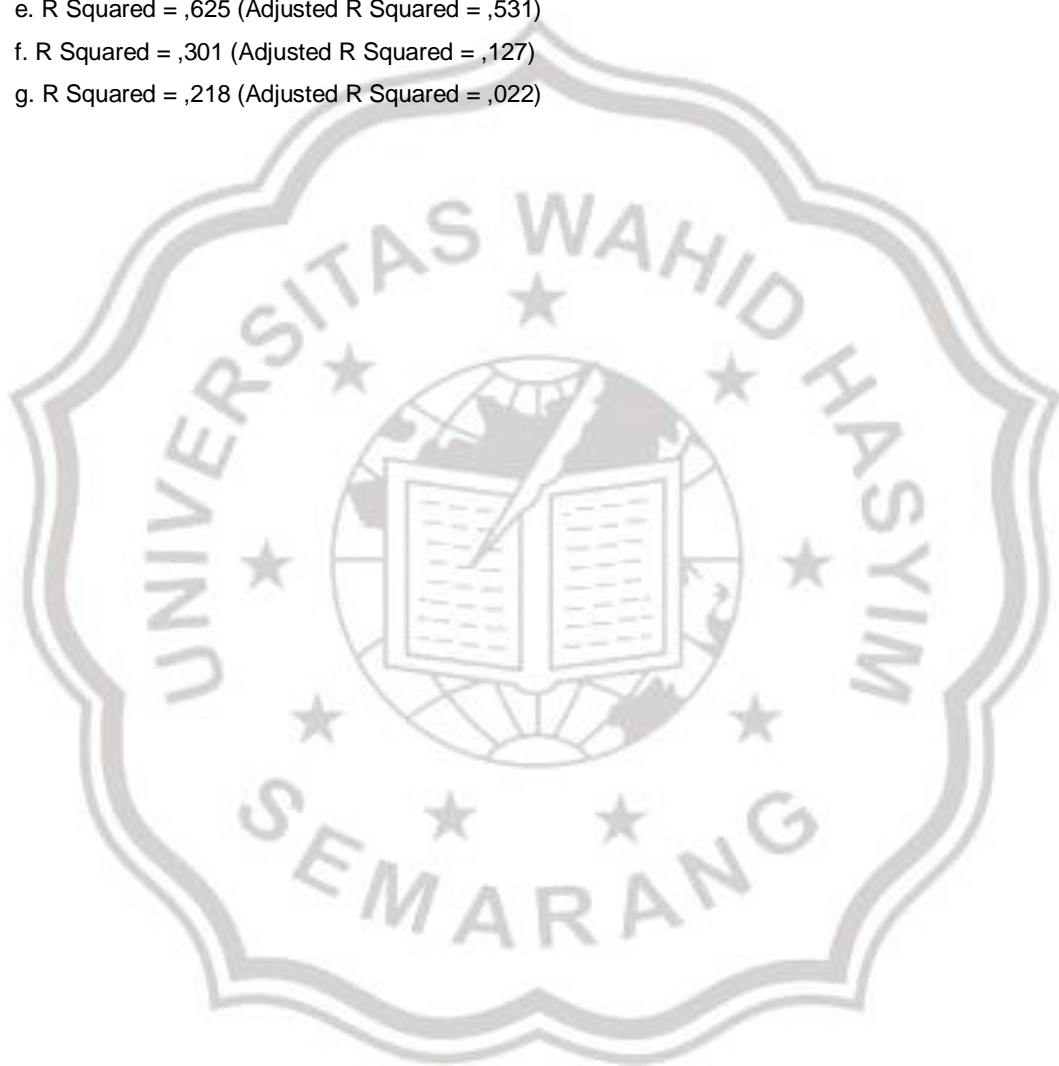 e. R Squared = ,625 (Adjusted R Squared = ,531)
f. R Squared = ,301 (Adjusted R Squared = ,127)
g. R Squared = ,218 (Adjusted R Squared = ,022)
UNIVERSITAS WAHID HASYIM
SEMARANG